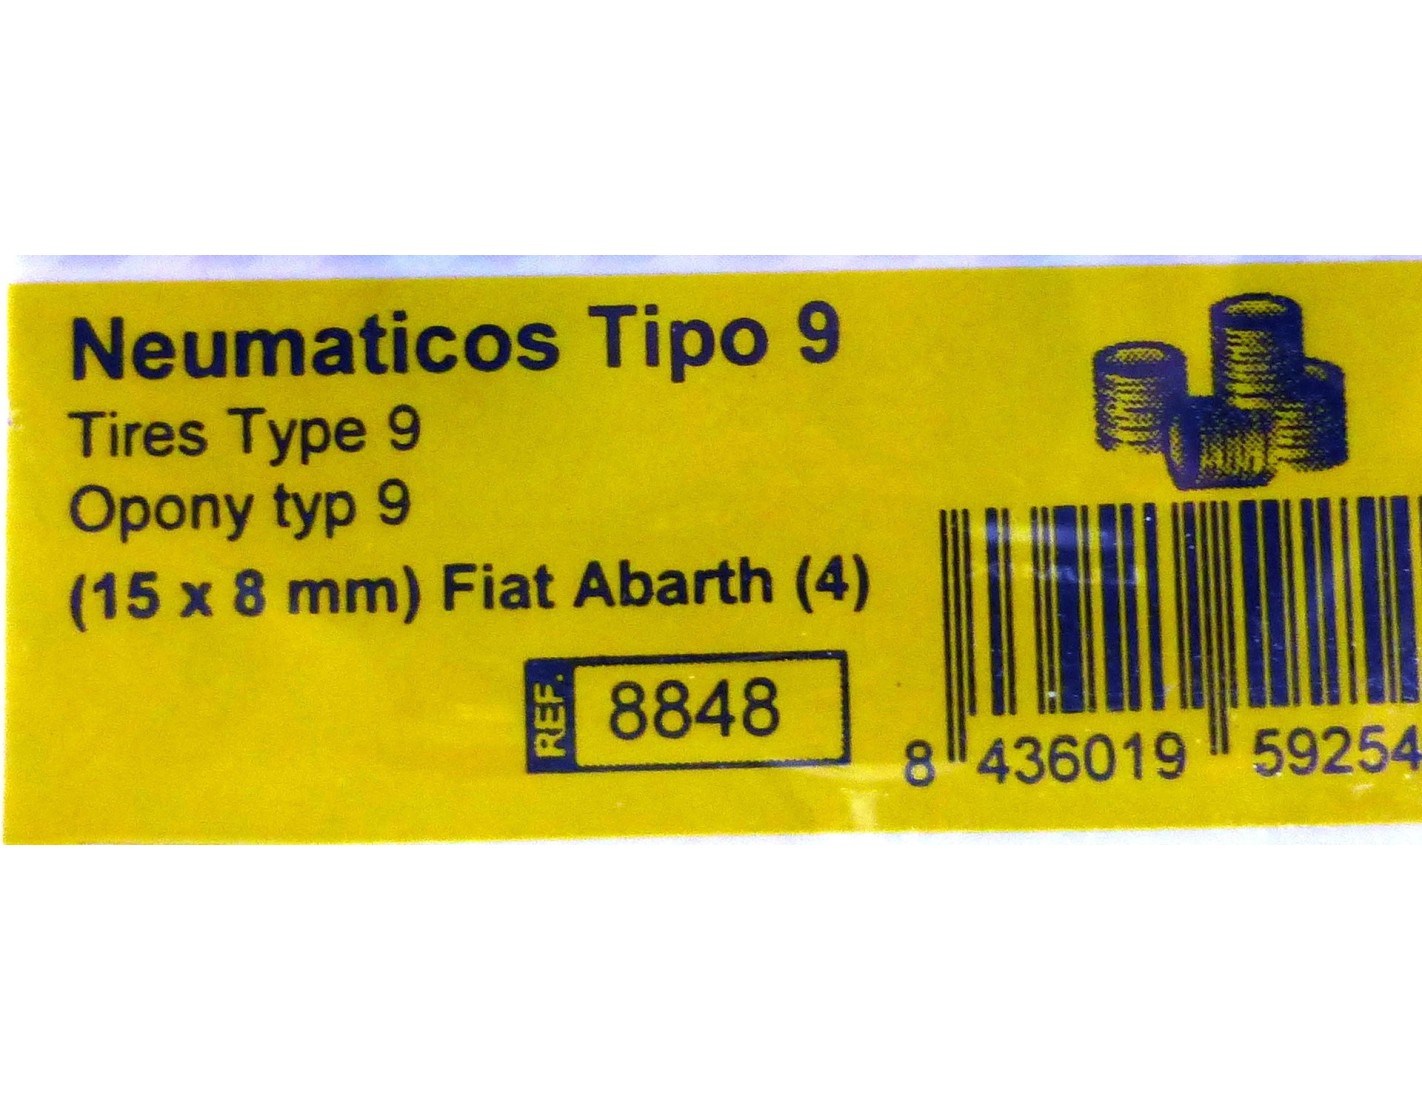 Neumaticos Tipo 9
Tires Type 9
Opony typ 9
(15 x 8 mm) Fiat Abarth (4)
REF. 8848
8 436019 59254